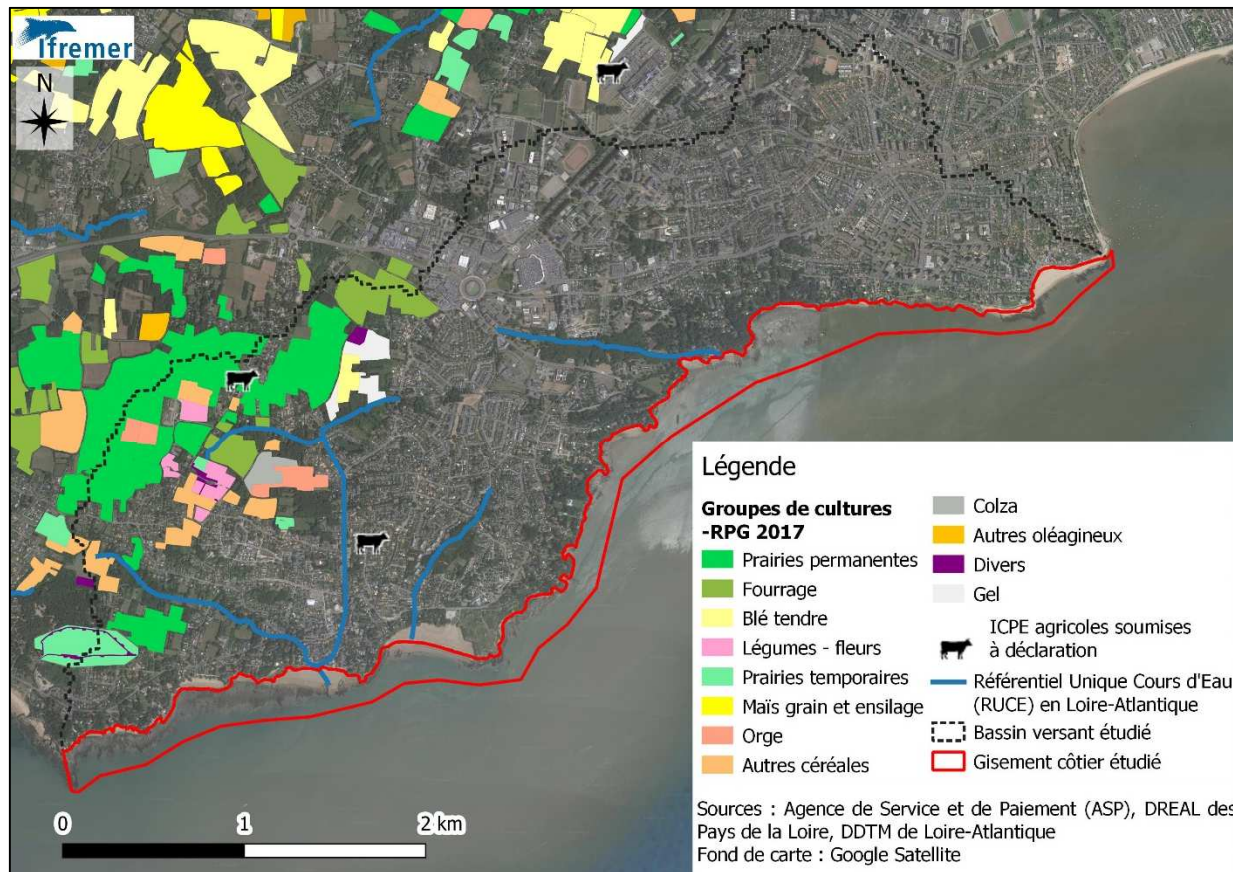 Ifremer
N
0 1 2 km
Légende
Groupes de cultures
-RPG 2017
Prairies permanentes
Fourrage
Blé tendre
Légumes - fleurs
Prairies temporaires
Maïs grain et ensilage
Orge
Autres céréales
Colza
Autres oléagineux
Divers
Gel
ICPE agricoles soumises
à déclaration
Référentiel Unique Cours d'Eau
(RUCE) en Loire-Atlantique
Bassin versant étudié
Gisement côtier étudié
Sources : Agence de Service et de Paiement (ASP), DREAL des
Pays de la Loire, DDTM de Loire-Atlantique
Fond de carte : Google Satellite